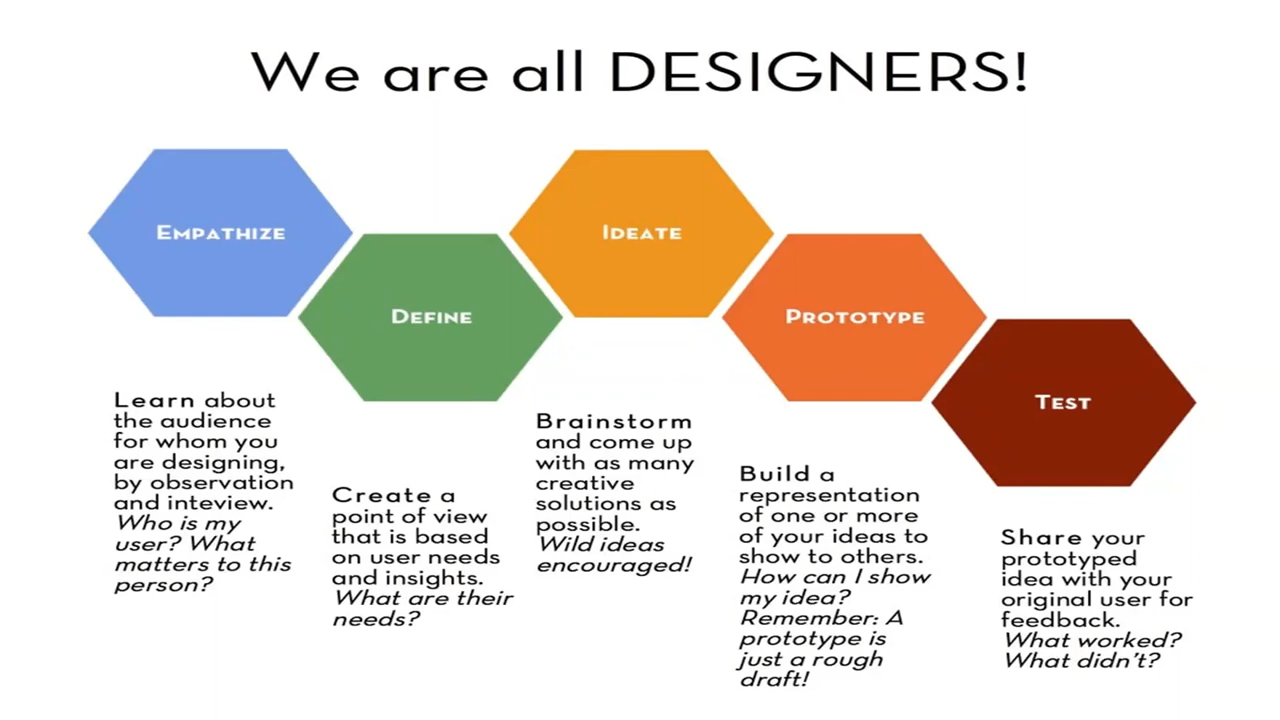 We are all DESIGNERS!
EMPATHIZE
DEFINE
IDEATE
PROTOTYPE
TEST
Learn about
the audience
for whom you
are designing,
by observation
and inteview.
Who is my
user? What
matters to this
person?
Create a
point of view
that is based
on user needs
and insights.
What are their
needs?
Brainstorm
and come up
with as many
creative
solutions as
possible.
Wild ideas
encouraged!
Build a
representation
of one or more
of your ideas to
show to others.
How can I show
my idea?
Remember: A
prototype is
just a rough
draft!
Share your
prototyped
idea with your
original user for
feedback.
What worked?
What didn't?